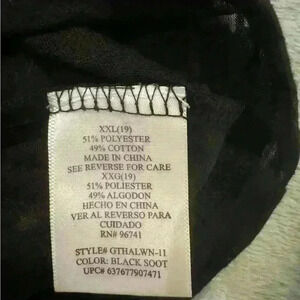 XXL(19)
51% POLYESTER
49% COTTON
MADE IN CHINA
SEE REVERSE FOR CARE
XXG(19)
51% POLIESTER
49% ALGODON
HECHO EN CHINA
VER AL REVERSO PARA
CUIDADO
RN# 96741
STYLE# GTHALWN-11
COLOR: BLACK SOOT
UPC# 637677907471